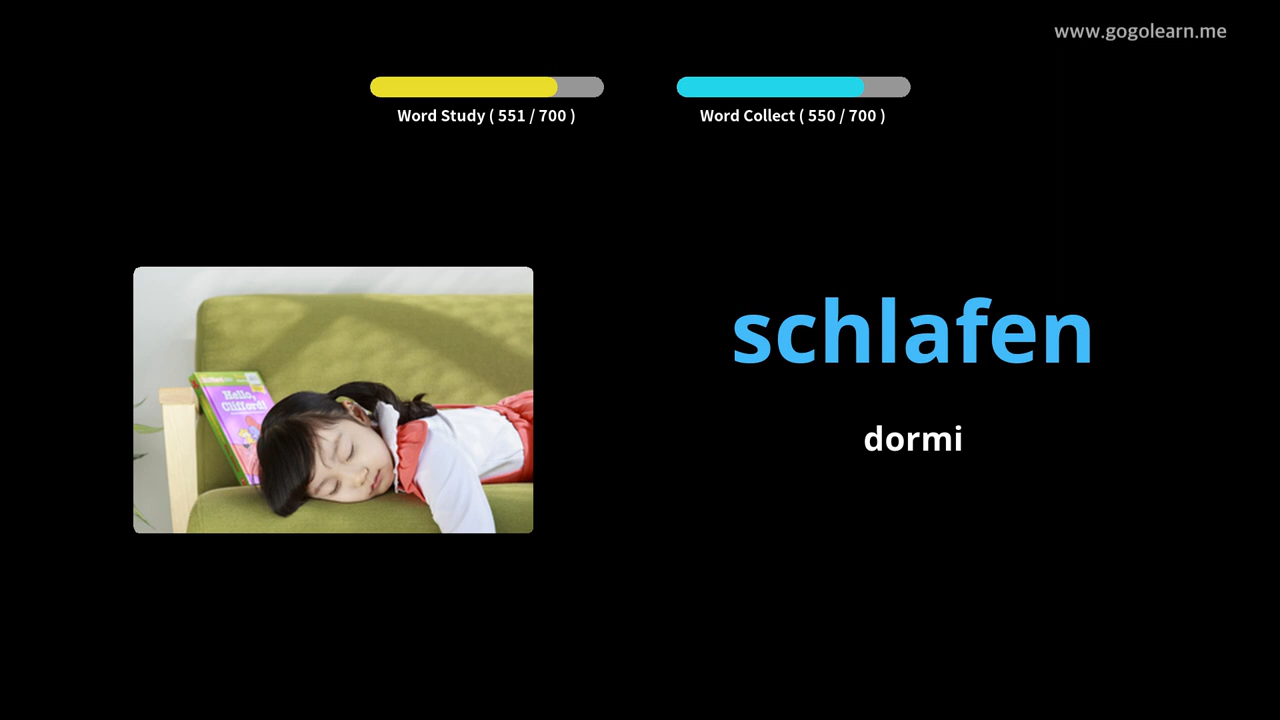 www.gogolearn.me
Word Study ( 551 / 700 )
Word Collect ( 550 / 700 )
schlafen
dormi
Hello,
Clifford!